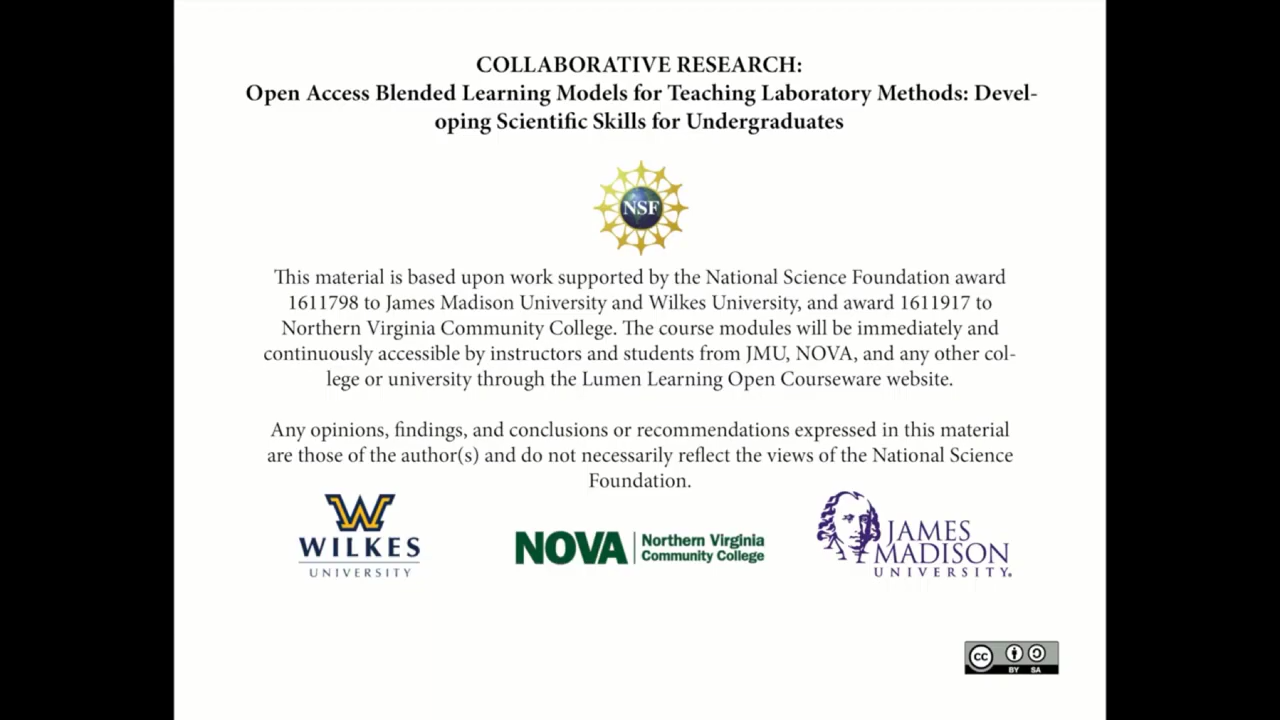 COLLABORATIVE RESEARCH:
Open Access Blended Learning Models for Teaching Laboratory Methods: Devel-
oping Scientific Skills for Undergraduates
NSF
This material is based upon work supported by the National Science Foundation award
1611798 to James Madison University and Wilkes University, and award 1611917 to
Northern Virginia Community College. The course modules will be immediately and
continuously accessible by instructors and students from JMU, NOVA, and any other col-
lege or university through the Lumen Learning Open Courseware website.
Any opinions, findings, and conclusions or recommendations expressed in this material
are those of the author(s) and do not necessarily reflect the views of the National Science
Foundation.
W
WILKES
UNIVERSITY
NOVA
Northern Virginia
Community College
JAMES
MADISON
UNIVERSITY.
cc
BY SA